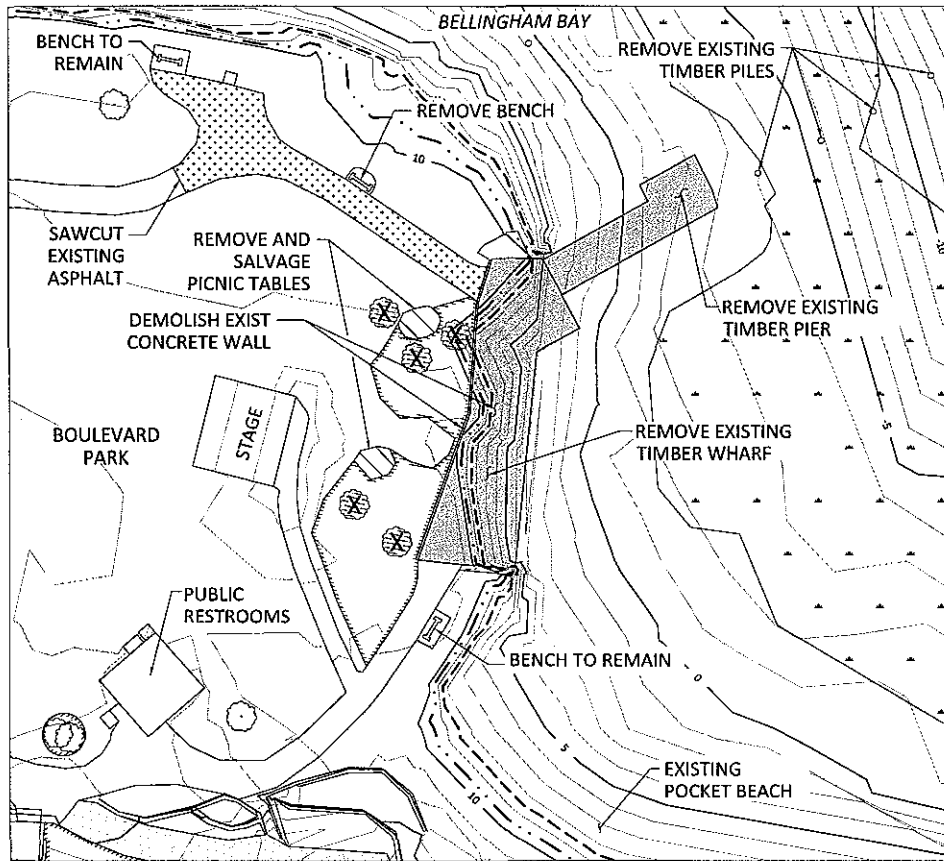 BELLINGHAM BAY
BENCH TO
REMAIN
REMOVE EXISTING
TIMBER PILES
REMOVE BENCH
10
SAWCUT
EXISTING
ASPHALT
REMOVE AND
SALVAGE
PICNIC TABLES
-10
DEMOLISH EXIST
CONCRETE WALL
REMOVE EXISTING
TIMBER PIER
X
X
X
STAGE
BOULEVARD
PARK
REMOVE EXISTING
TIMBER WHARF
-5
X
X
PUBLIC
RESTROOMS
BENCH TO REMAIN
0
5
10
EXISTING
POCKET BEACH